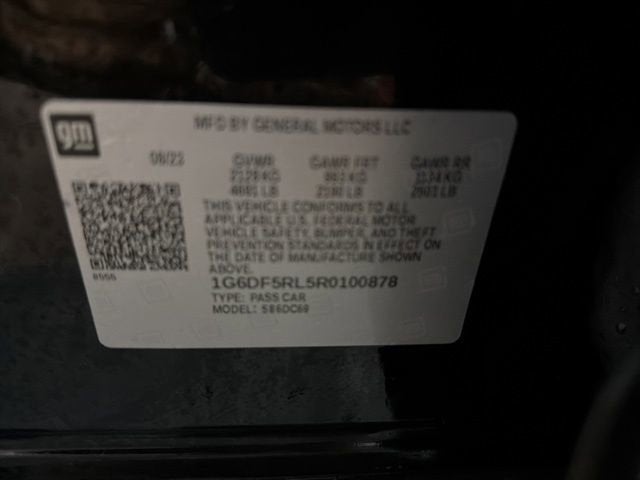 gm
MFD BY GENERAL MOTORS LLC
GVWR GAWR FRT GAWR RR
THIS VEHICLE CONFORMS TO ALL
APPLICABLE U.S. FEDERAL MOTOR
VEHICLE SAFETY, BUMPER, AND THEFT
PREVENTION STANDARDS IN EFFECT ON
THE DATE OF MANUFACTURE SHOWN
ABOVE.
1G6DF5RL5R0100878
TYPE: PASS CAR
MODEL: 586DC69